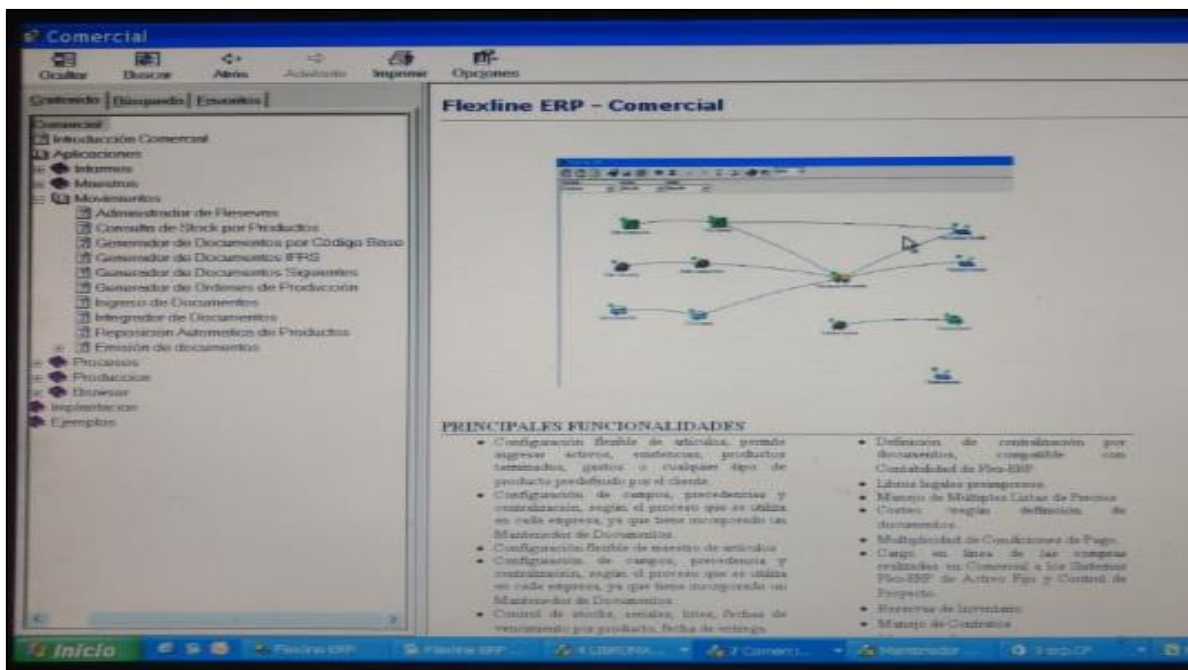 Comercial
Ocultar Buscar Atrás Adelante Imprimir Opciones
Contenido Búsqueda Favoritos
Comercial
Introducción Comercial
Aplicaciones
Informes
Maestros
Movimientos
Administrador de Reservas
Consulta de Stock por Productos
Generador de Documentos por Código Base
Generador de Documentos IFRS
Generador de Documentos Siguientes
Generador de Ordenes de Producción
Ingreso de Documentos
Integrador de Documentos
Reposicion Automatica de Productos
Emisión de documentos
Procesos
Produccion
Browser
Implantacion
Ejemplos
Flexline ERP – Comercial
PRINCIPALES FUNCIONALIDADES
Configuración flexible de artículos, permite
ingresar activos, existencias, productos
terminados, gastos o cualquier tipo de
producto predefinido por el cliente
Configuración de campos, precedencias y
centralización, según el proceso que se utiliza
en cada empresa, ya que tiene incorporado un
Mantenedor de Documentos
Configuración flexible de maestro de artículos
Configuración de campos, precedencia y
centralización, según el proceso que se utiliza
en cada empresa, ya que tiene incorporado un
Mantenedor de Documentos
Control de stocks, seriales, lotes, fechas de
vencimiento por producto, fecha de entrega
Definición de centralización por
documentos, compatible con
Contabilidad de Flex-ERP
Libros legales preimpresos
Manejo de Múltiples Listas de Precios
Costeo según definición de
documentos
Multiplicidad de Condiciones de Pago
Cargo en línea de las compras
realizadas en Comercial a los Sistemas
Flex-ERP de Activo Fijo y Control de
Proyecto
Reservas de Inventario
Manejo de Contratos
Inicio Flexline ERP Flexline ERP 7 Comerci... Mantenedor